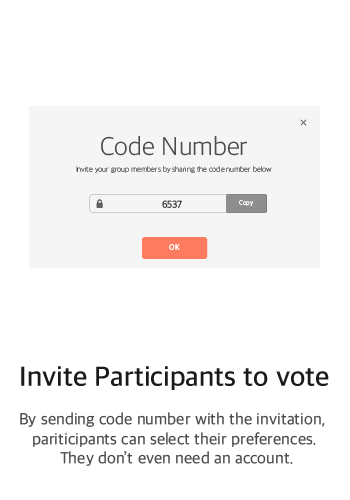 Code Number
Invite your group members by sharing the code number below
6537
Copy
OK
Invite Participants to vote
By sending code number with the invitation,
pariticipants can select their preferences.
They don't even need an account.